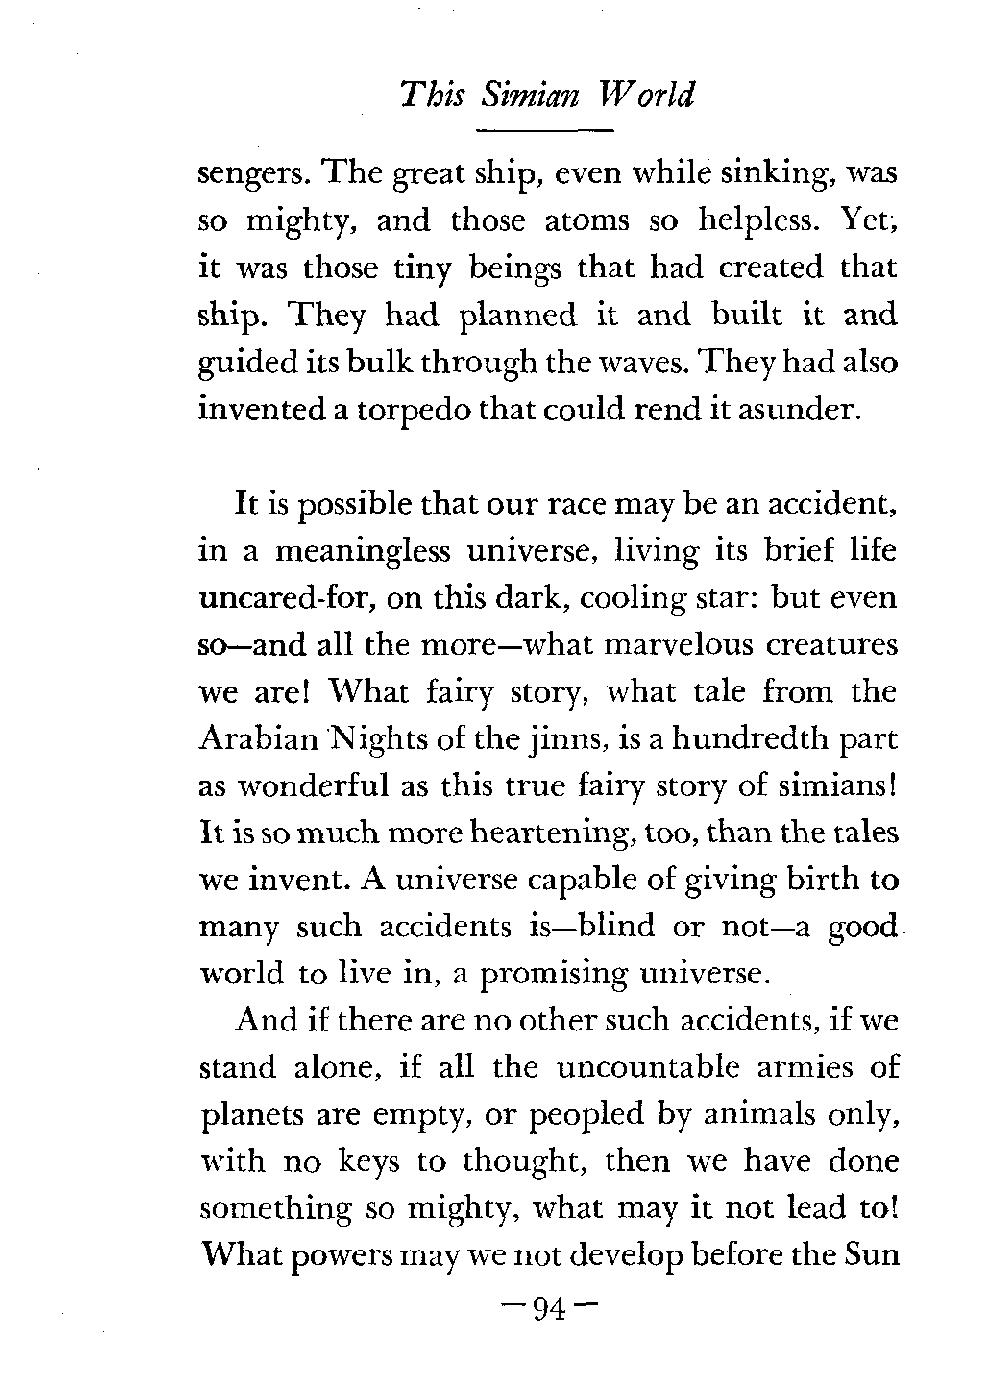 This Simian World
sengers. The great ship, even while sinking, was
so mighty, and those atoms so helpless. Yet,
it was those tiny beings that had created that
ship. They had planned it and built it and
guided its bulk through the waves. They had also
invented a torpedo that could rend it asunder.
It is possible that our race may be an accident,
in a meaningless universe, living its brief life
uncared-for, on this dark, cooling star: but even
so—and all the more—what marvelous creatures
we are! What fairy story, what tale from the
Arabian Nights of the jinns, is a hundredth part
as wonderful as this true fairy story of simians!
It is so much more heartening, too, than the tales
we invent. A universe capable of giving birth to
many such accidents is—blind or not—a good
world to live in, a promising universe.
And if there are no other such accidents, if we
stand alone, if all the uncountable armies of
planets are empty, or peopled by animals only,
with no keys to thought, then we have done
something so mighty, what may it not lead to!
What powers may we not develop before the Sun
—94—